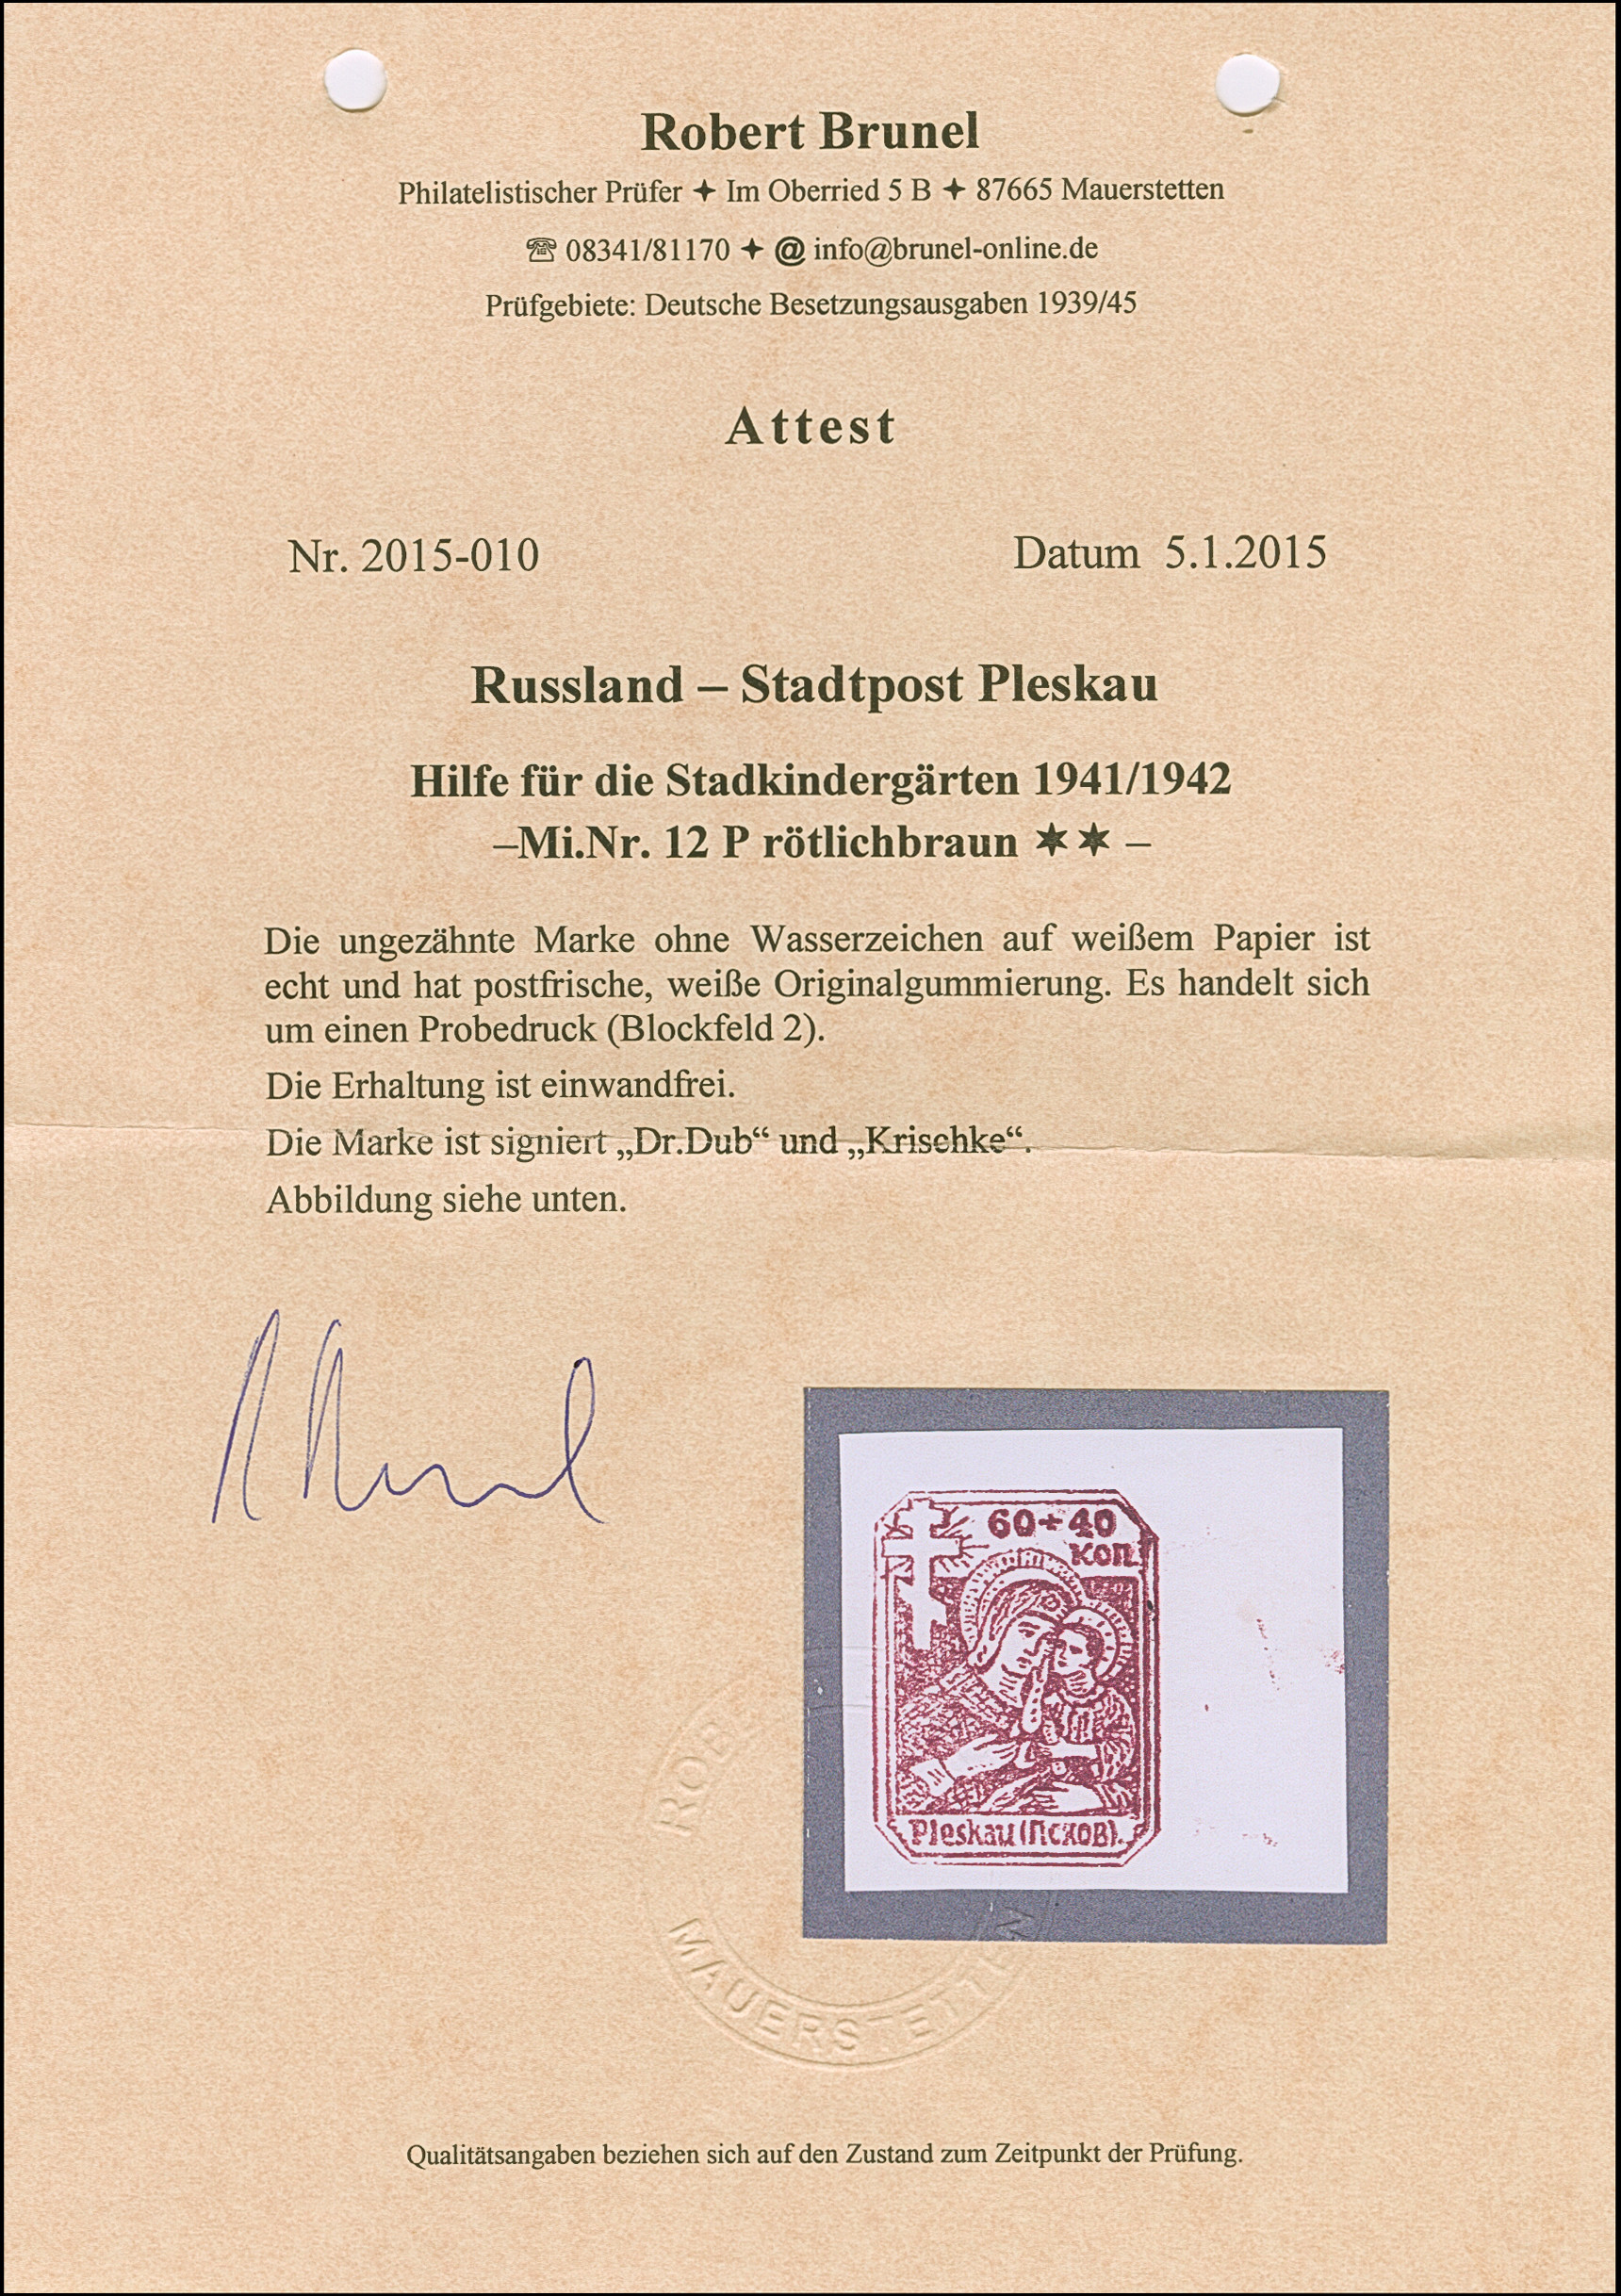 Robert Brunel
Philatelistischer Prüfer ✦ Im Oberried 5 B ✦ 87665 Mauerstetten
☏ 08341/81170 ✦ @ info@brunel-online.de
Prüfgebiete: Deutsche Besetzungsausgaben 1939/45
Attest
Nr. 2015-010 Datum 5.1.2015
Russland – Stadtpost Pleskau
Hilfe für die Stadkindergärten 1941/1942
–Mi.Nr. 12 P rötlichbraun ✶✶ –
Die ungezähnte Marke ohne Wasserzeichen auf weißem Papier ist
echt und hat postfrische, weiße Originalgummierung. Es handelt sich
um einen Probedruck (Blockfeld 2).
Die Erhaltung ist einwandfrei.
Die Marke ist signiert „Dr.Dub“ und „Krischke“.
Abbildung siehe unten.
60+40
коп.
Pleskau (Псков).
ROB
MAUERSTETTEN
Qualitätsangaben beziehen sich auf den Zustand zum Zeitpunkt der Prüfung.